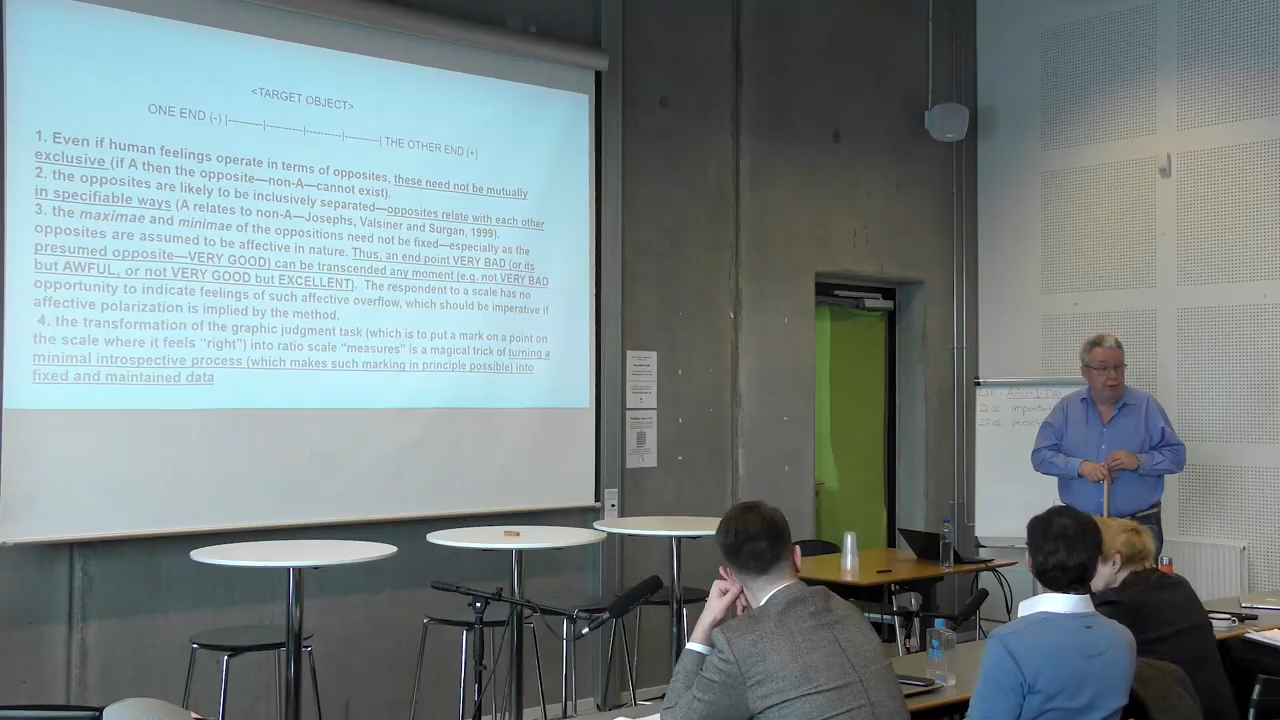 <TARGET OBJECT>
ONE END (-) |---------|---------|---------|---------| THE OTHER END (+)
1. Even if human feelings operate in terms of opposites, these need not be mutually
exclusive (if A then the opposite—non-A—cannot exist).
2. the opposites are likely to be inclusively separated—opposites relate with each other
in specifiable ways (A relates to non-A—Josephs, Valsiner and Surgan, 1999).
3. the maximae and minimae of the oppositions need not be fixed—especially as the
opposites are assumed to be affective in nature. Thus, an end point VERY BAD (or its
presumed opposite—VERY GOOD) can be transcended any moment (e.g. not VERY BAD
but AWFUL, or not VERY GOOD but EXCELLENT). The respondent to a scale has no
opportunity to indicate feelings of such affective overflow, which should be imperative if
affective polarization is implied by the method.
4. the transformation of the graphic judgment task (which is to put a mark on a point on
the scale where it feels “right”) into ratio scale “measures” is a magical trick of turning a
minimal introspective process (which makes such marking in principle possible) into
fixed and maintained data